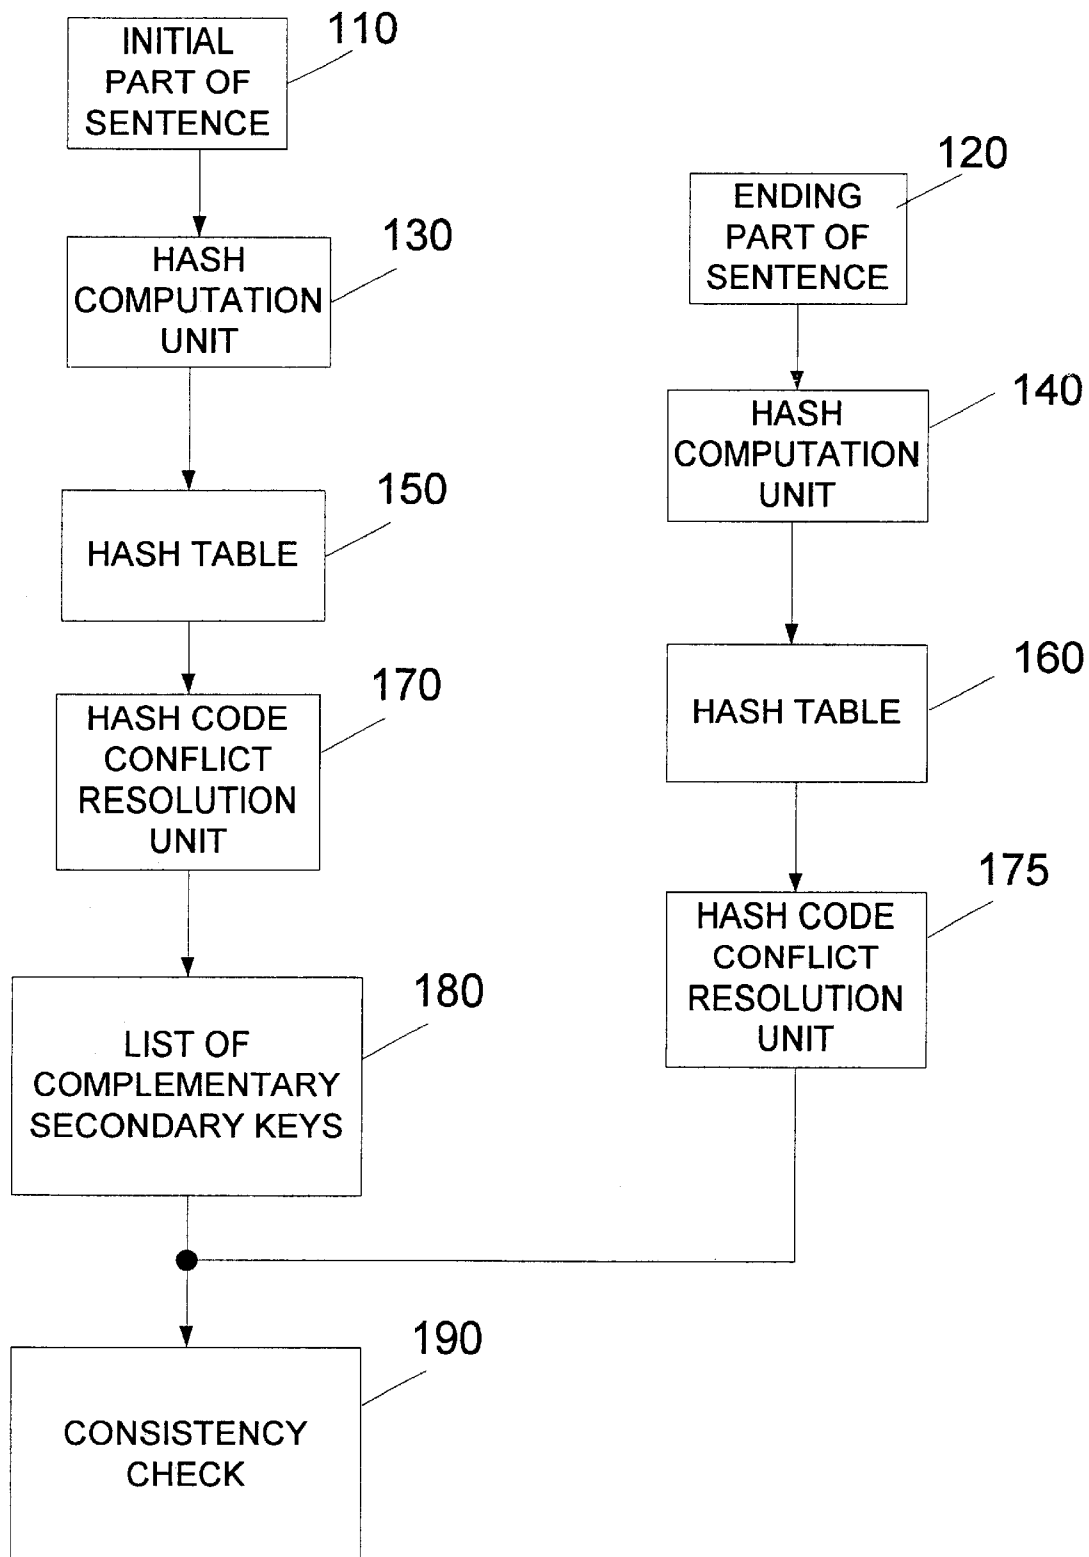 110
INITIAL
PART OF
SENTENCE
130
HASH
COMPUTATION
UNIT
150
HASH TABLE
170
HASH CODE
CONFLICT
RESOLUTION
UNIT
180
LIST OF
COMPLEMENTARY
SECONDARY KEYS
120
ENDING
PART OF
SENTENCE
140
HASH
COMPUTATION
UNIT
160
HASH TABLE
175
HASH CODE
CONFLICT
RESOLUTION
UNIT
190
CONSISTENCY
CHECK